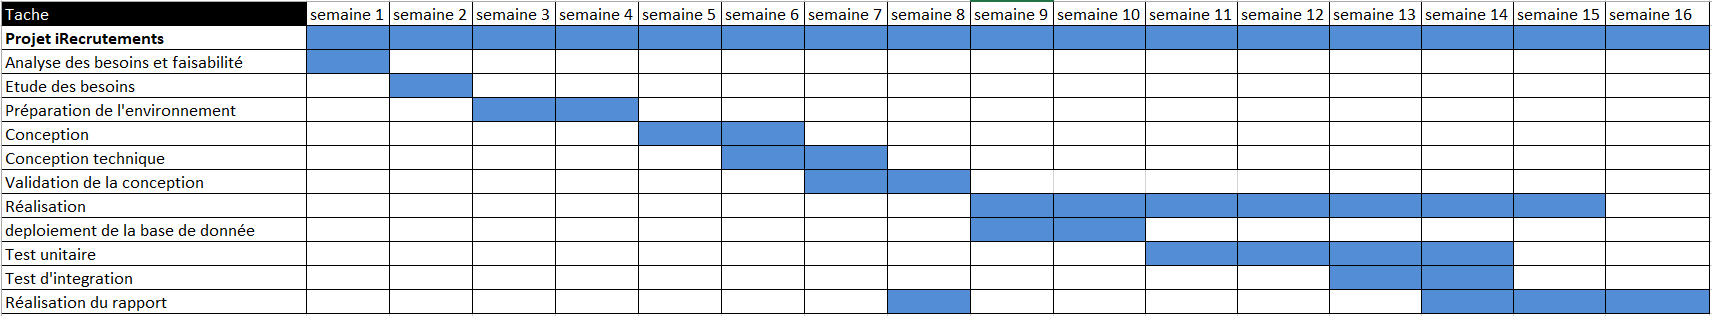 Tache semaine 1 semaine 2 semaine 3 semaine 4 semaine 5 semaine 6 semaine 7 semaine 8 semaine 9 semaine 10 semaine 11 semaine 12 semaine 13 semaine 14 semaine 15 semaine 16
Projet iRecrutements
Analyse des besoins et faisabilité
Etude des besoins
Préparation de l'environnement
Conception
Conception technique
Validation de la conception
Réalisation
deploiement de la base de donnée
Test unitaire
Test d'integration
Réalisation du rapport